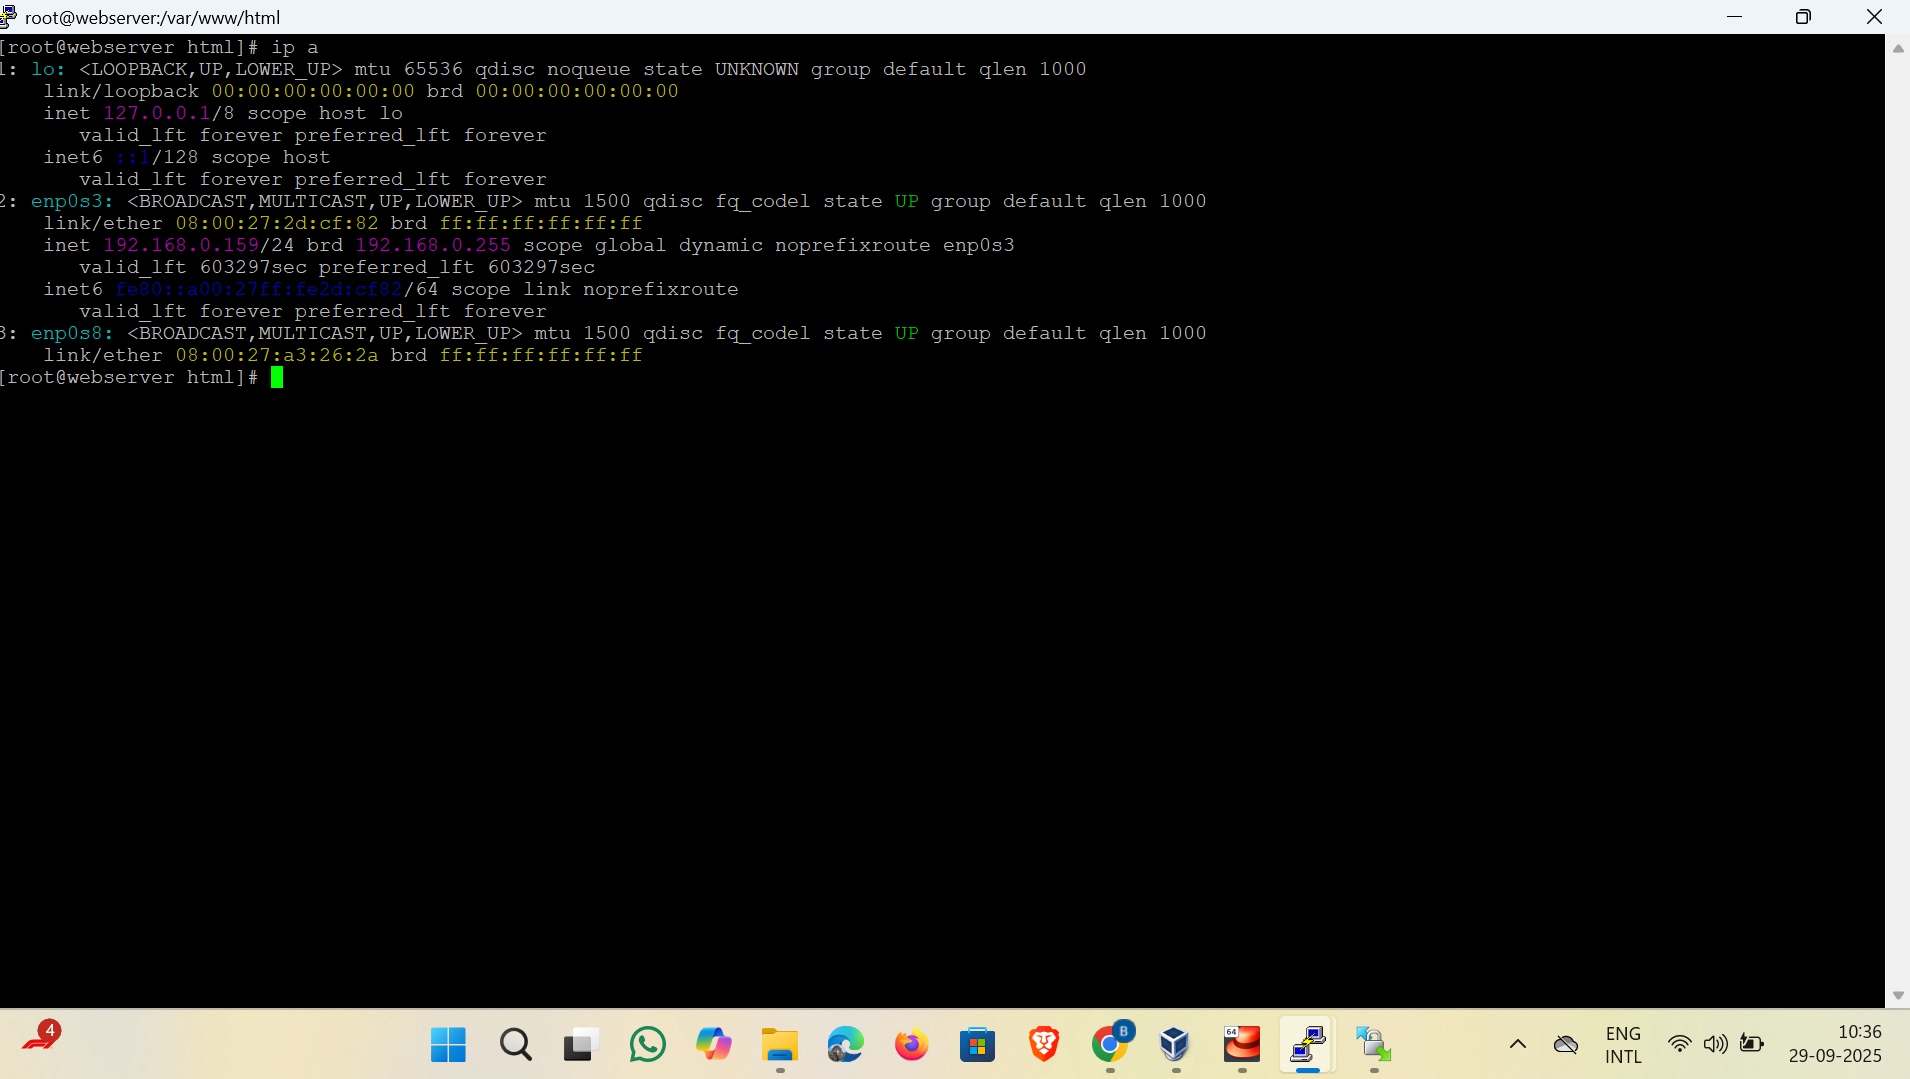 root@webserver:/var/www/html
[root@webserver html]# ip a
1: lo: <LOOPBACK,UP,LOWER_UP> mtu 65536 qdisc noqueue state UNKNOWN group default qlen 1000
    link/loopback 00:00:00:00:00:00 brd 00:00:00:00:00:00
    inet 127.0.0.1/8 scope host lo
       valid_lft forever preferred_lft forever
    inet6 ::1/128 scope host
       valid_lft forever preferred_lft forever
2: enp0s3: <BROADCAST,MULTICAST,UP,LOWER_UP> mtu 1500 qdisc fq_codel state UP group default qlen 1000
    link/ether 08:00:27:2d:cf:82 brd ff:ff:ff:ff:ff:ff
    inet 192.168.0.159/24 brd 192.168.0.255 scope global dynamic noprefixroute enp0s3
       valid_lft 603297sec preferred_lft 603297sec
    inet6 fe80::a00:27ff:fe2d:cf82/64 scope link noprefixroute
       valid_lft forever preferred_lft forever
3: enp0s8: <BROADCAST,MULTICAST,UP,LOWER_UP> mtu 1500 qdisc fq_codel state UP group default qlen 1000
    link/ether 08:00:27:a3:26:2a brd ff:ff:ff:ff:ff:ff
[root@webserver html]#
4
B
64
ENG
INTL
10:36
29-09-2025